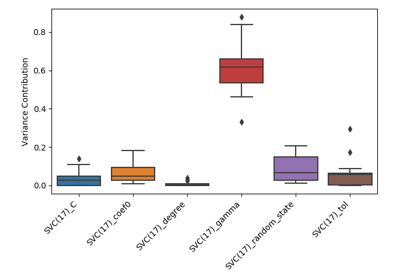 Variance Contribution
0.8
0.6
0.4
0.2
0.0
SVC(17)_C
SVC(17)_coef0
SVC(17)_degree
SVC(17)_gamma
SVC(17)_random_state
SVC(17)_tol